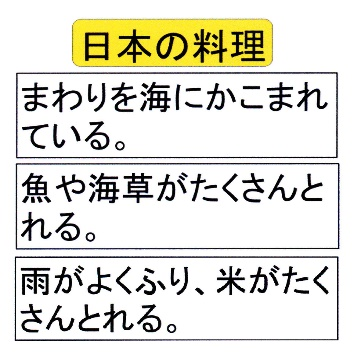 日本の料理
まわりを海にかこまれ
ている。
魚や海草がたくさんと
れる。
雨がよくふり、米がたく
さんとれる。